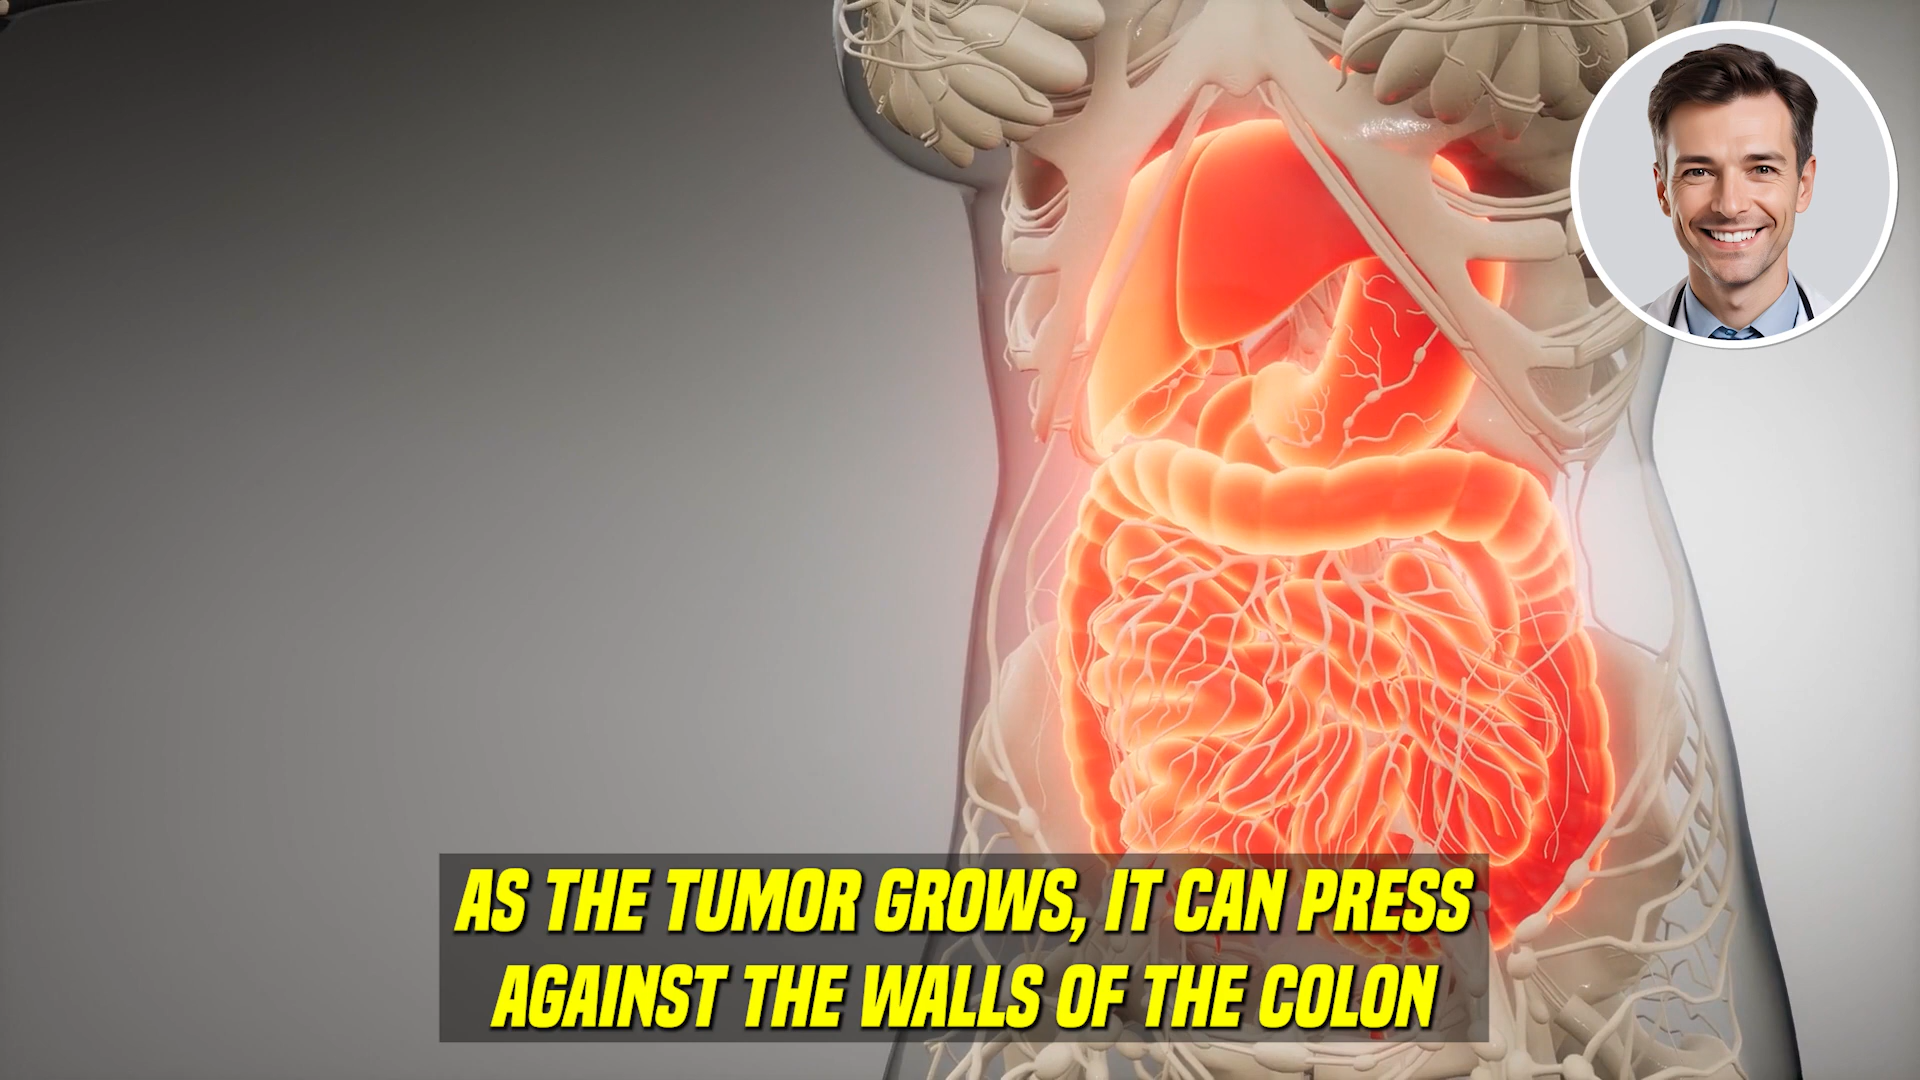 AS THE TUMOR GROWS, IT CAN PRESS
AGAINST THE WALLS OF THE COLON